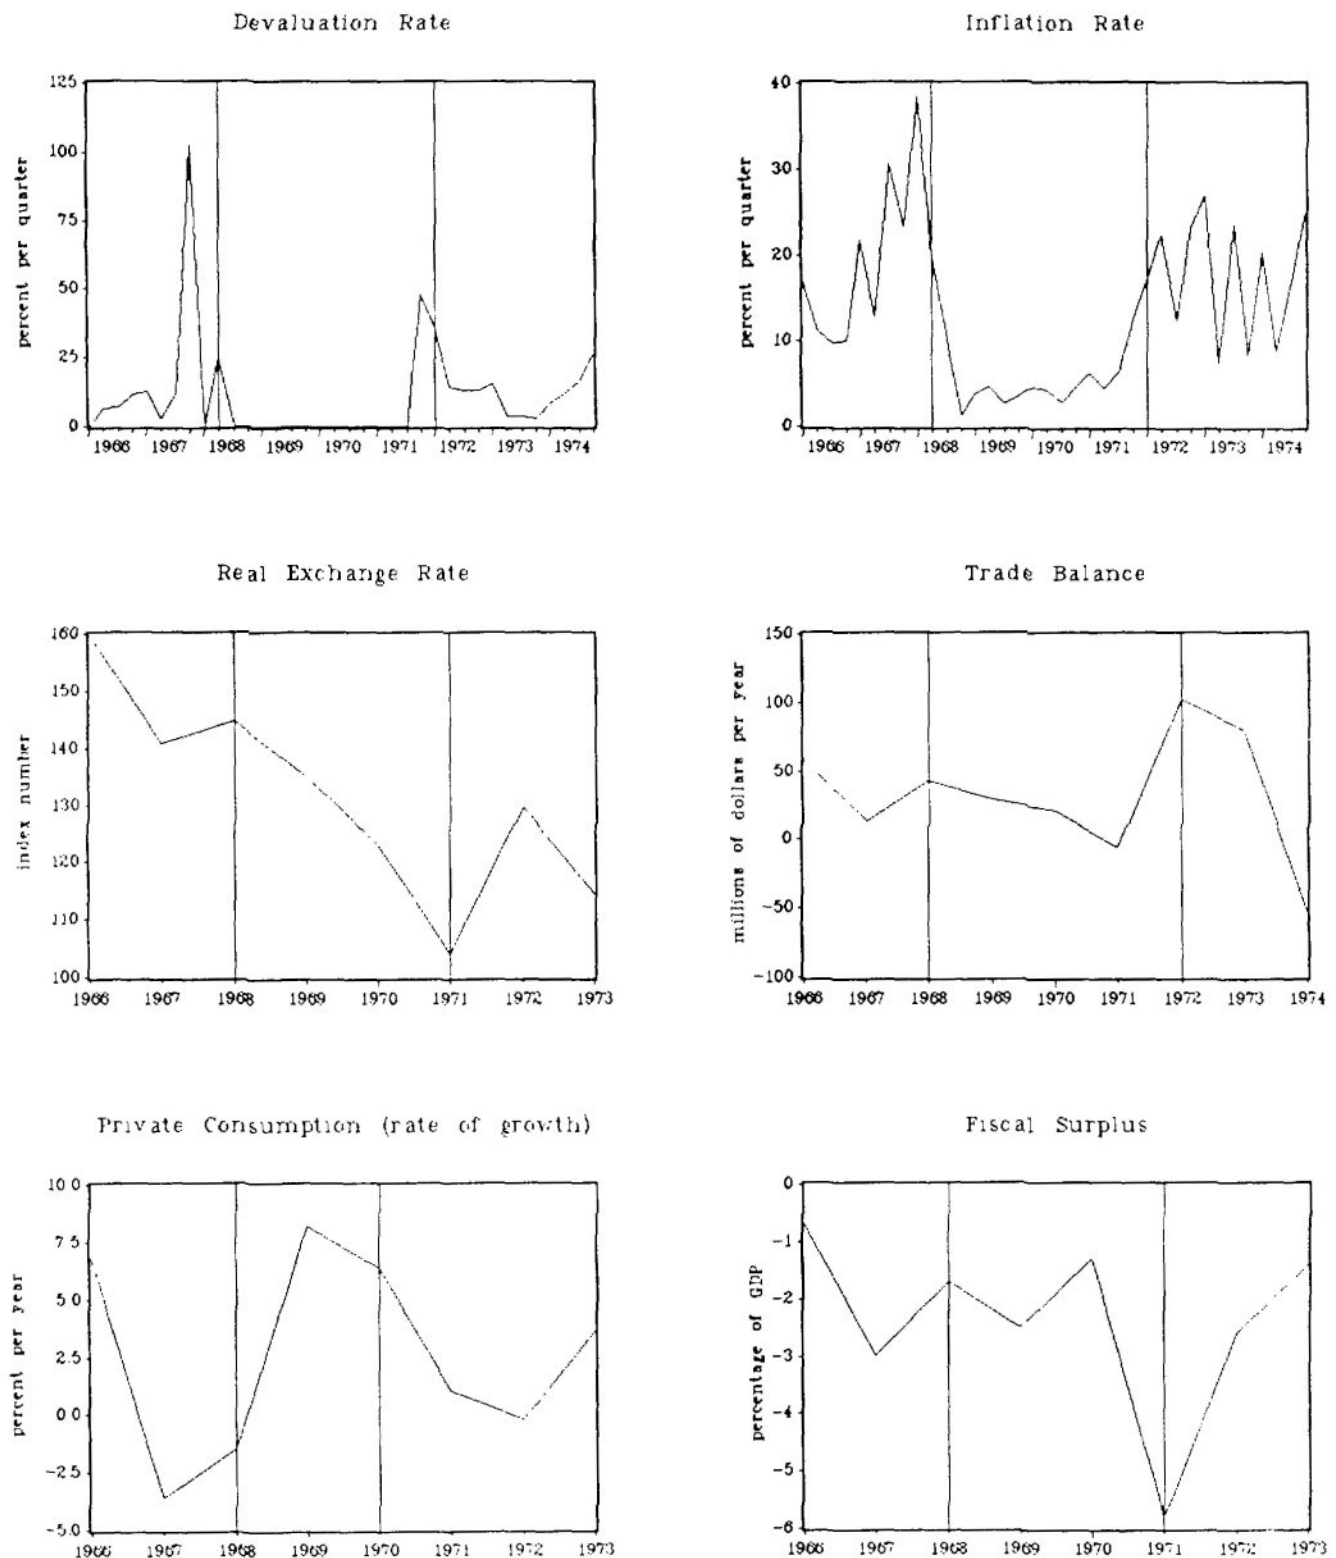 Devaluation Rate
percent per quarter
125
100
75
50
25
0
1966 1967 1968 1969 1970 1971 1972 1973 1974
Inflation Rate
percent per quarter
40
30
20
10
0
1966 1967 1968 1969 1970 1971 1972 1973 1974
Real Exchange Rate
index number
160
150
140
130
120
110
100
1966 1967 1968 1969 1970 1971 1972 1973
Trade Balance
millions of dollars per year
150
100
50
0
-50
-100
1966 1967 1968 1969 1970 1971 1972 1973 1974
Private Consumption (rate of growth)
percent per year
10.0
7.5
5.0
2.5
0.0
-2.5
-5.0
1966 1967 1968 1969 1970 1971 1972 1973
Fiscal Surplus
percentage of GDP
0
-1
-2
-3
-4
-5
-6
1966 1967 1968 1969 1970 1971 1972 1973